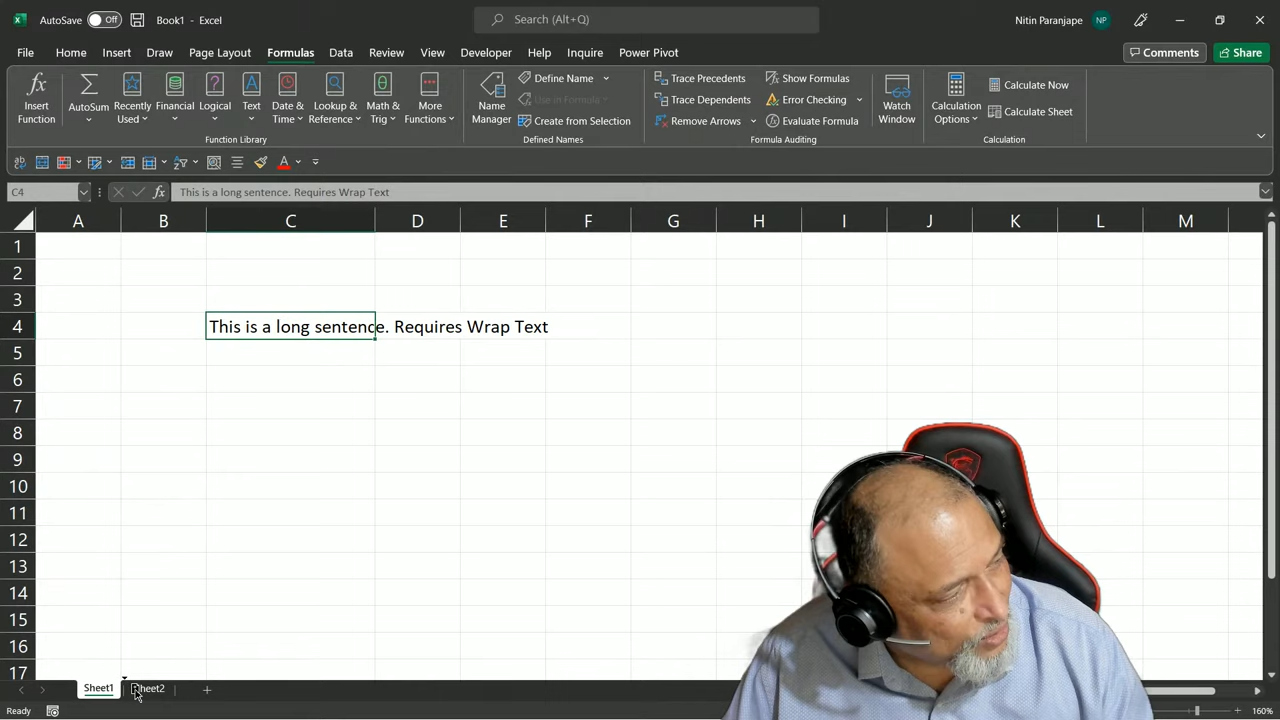 AutoSave Off Book1 - Excel Search (Alt+Q) Nitin Paranjape NP
File Home Insert Draw Page Layout Formulas Data Review View Developer Help Inquire Power Pivot Comments Share
Insert Function
AutoSum
Recently Used
Financial
Logical
Text
Date & Time
Lookup & Reference
Math & Trig
More Functions
Function Library
Name Manager
Define Name
Use in Formula
Create from Selection
Defined Names
Trace Precedents
Trace Dependents
Remove Arrows
Show Formulas
Error Checking
Evaluate Formula
Formula Auditing
Watch Window
Calculation Options
Calculate Now
Calculate Sheet
Calculation
C4 fx This is a long sentence. Requires Wrap Text
A B C D E F G H I J K L M
1
2
3
4 This is a long sentence. Requires Wrap Text
5
6
7
8
9
10
11
12
13
14
15
16
17
Sheet1 Sheet2
Ready 160%